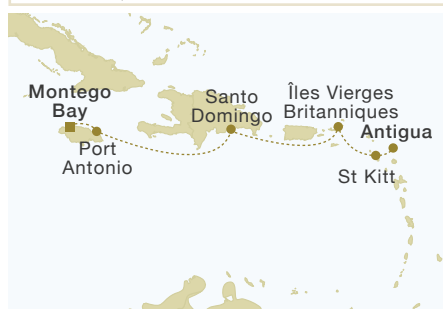 Montego
Bay
Port
Antonio
Santo
Domingo
Îles Vierges
Britanniques
Antigua
St Kitt